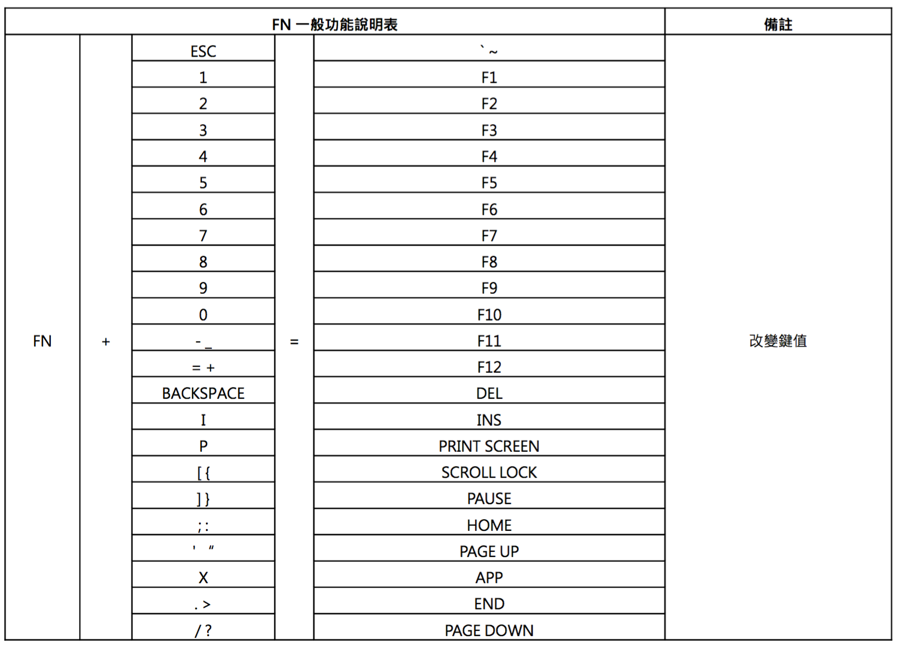 FN 一般功能說明表 備註
ESC ` ~
1 F1
2 F2
3 F3
4 F4
5 F5
6 F6
7 F7
8 F8
9 F9
0 F10
FN + - _ = F11 改變鍵值
= + F12
BACKSPACE DEL
I INS
P PRINT SCREEN
[ { SCROLL LOCK
] } PAUSE
; : HOME
' “ PAGE UP
X APP
. > END
/ ? PAGE DOWN